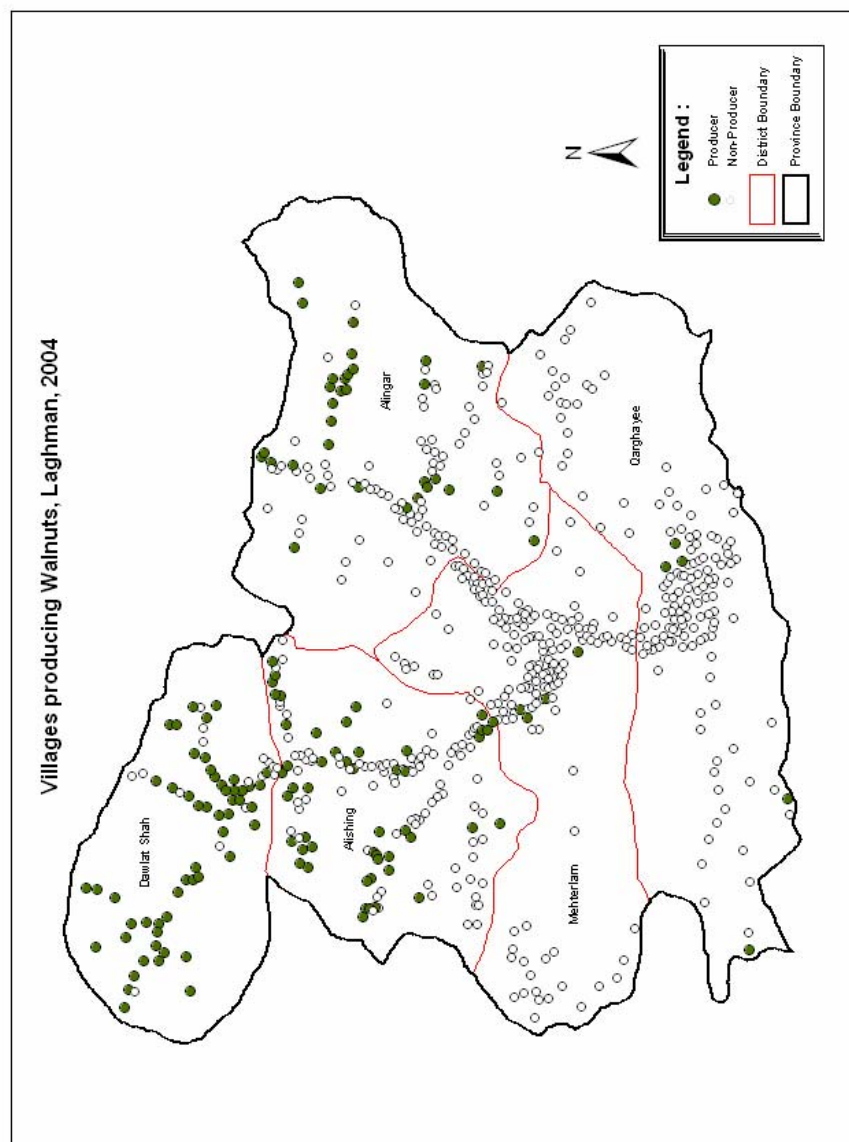 Villages producing Walnuts, Laghman, 2004
Dawlat Shah
Alishing
Alingar
Mehterlam
Qarghayee
N
Legend :
Producer
Non-Producer
District Boundary
Province Boundary